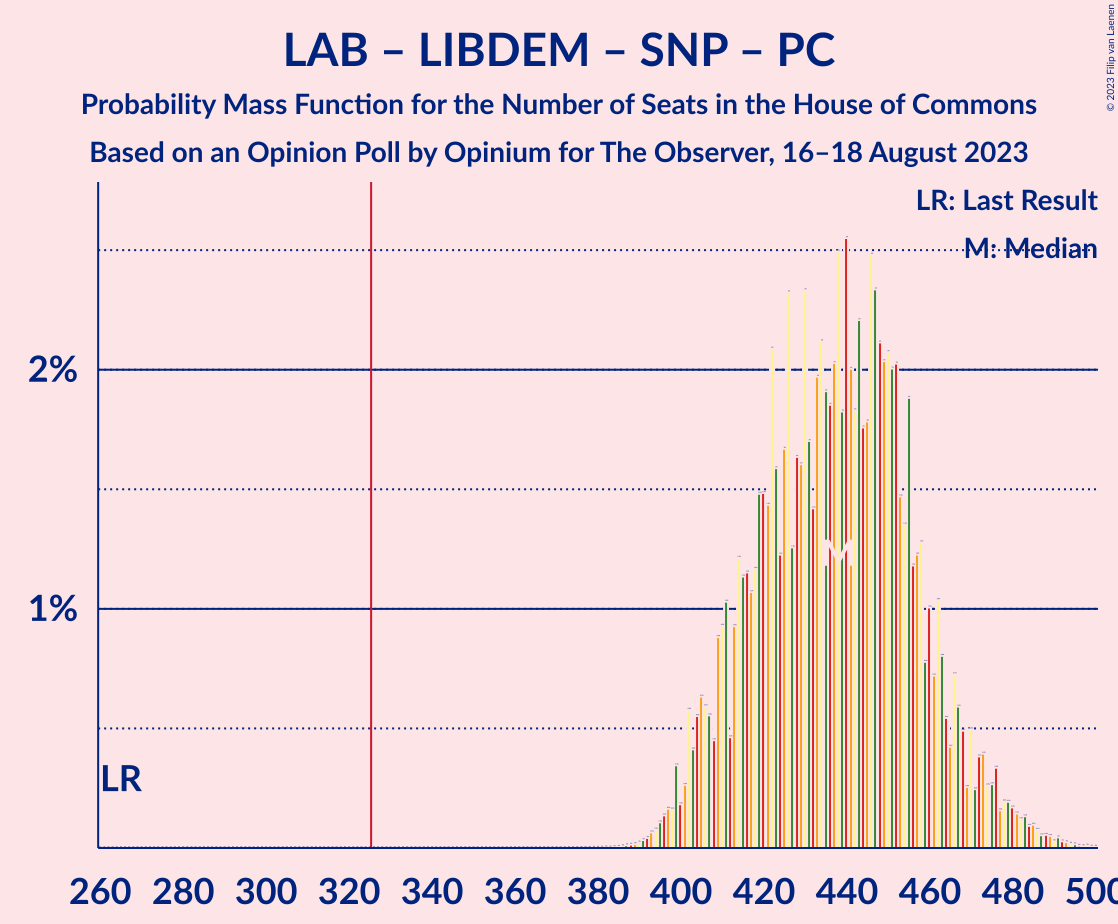 LAB – LIBDEM – SNP – PC
Probability Mass Function for the Number of Seats in the House of Commons
Based on an Opinion Poll by Opinium for The Observer, 16–18 August 2023
© 2023 Filip van Laenen
LR: Last Result
M: Median
2%
1%
M
LR
260 280 300 320 340 360 380 400 420 440 460 480 500